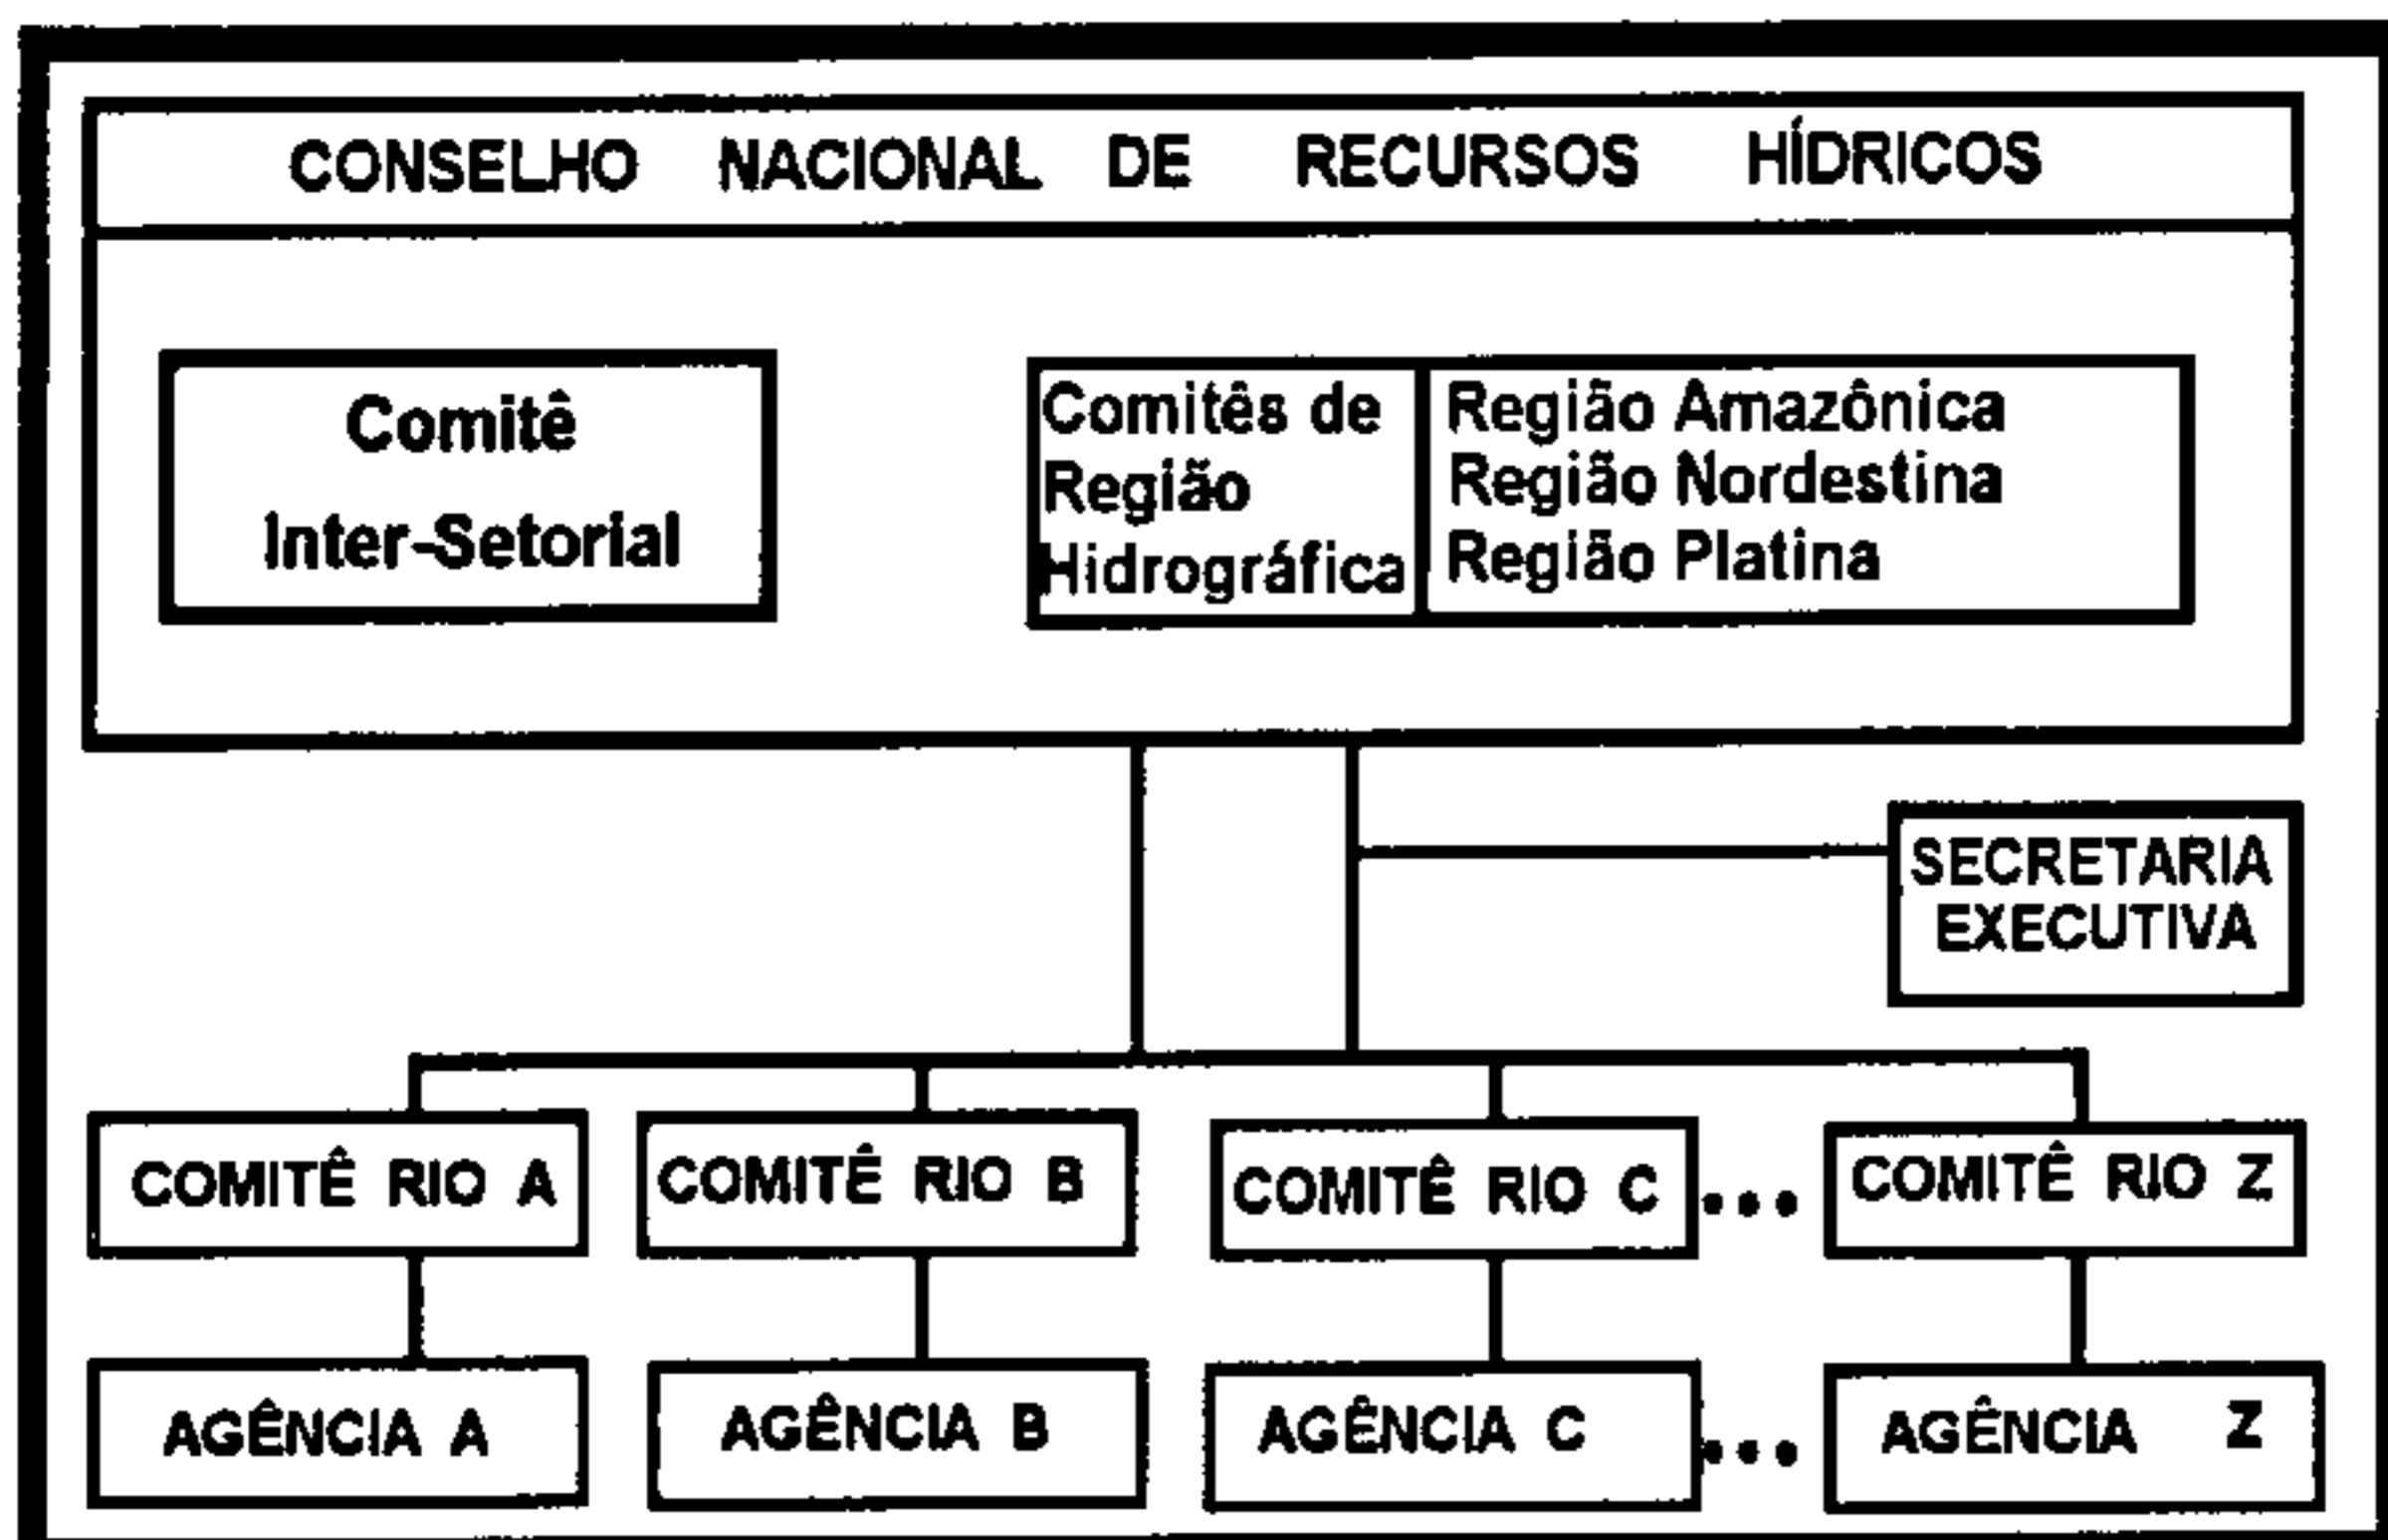 CONSELHO NACIONAL DE RECURSOS HÍDRICOS
Comitê
Inter-Setorial
Comitês de
Região
Hidrográfica
Região Amazônica
Região Nordestina
Região Platina
SECRETARIA
EXECUTIVA
COMITÊ RIO A
COMITÊ RIO B
COMITÊ RIO C
...
COMITÊ RIO Z
AGÊNCIA A
AGÊNCIA B
AGÊNCIA C
...
AGÊNCIA Z